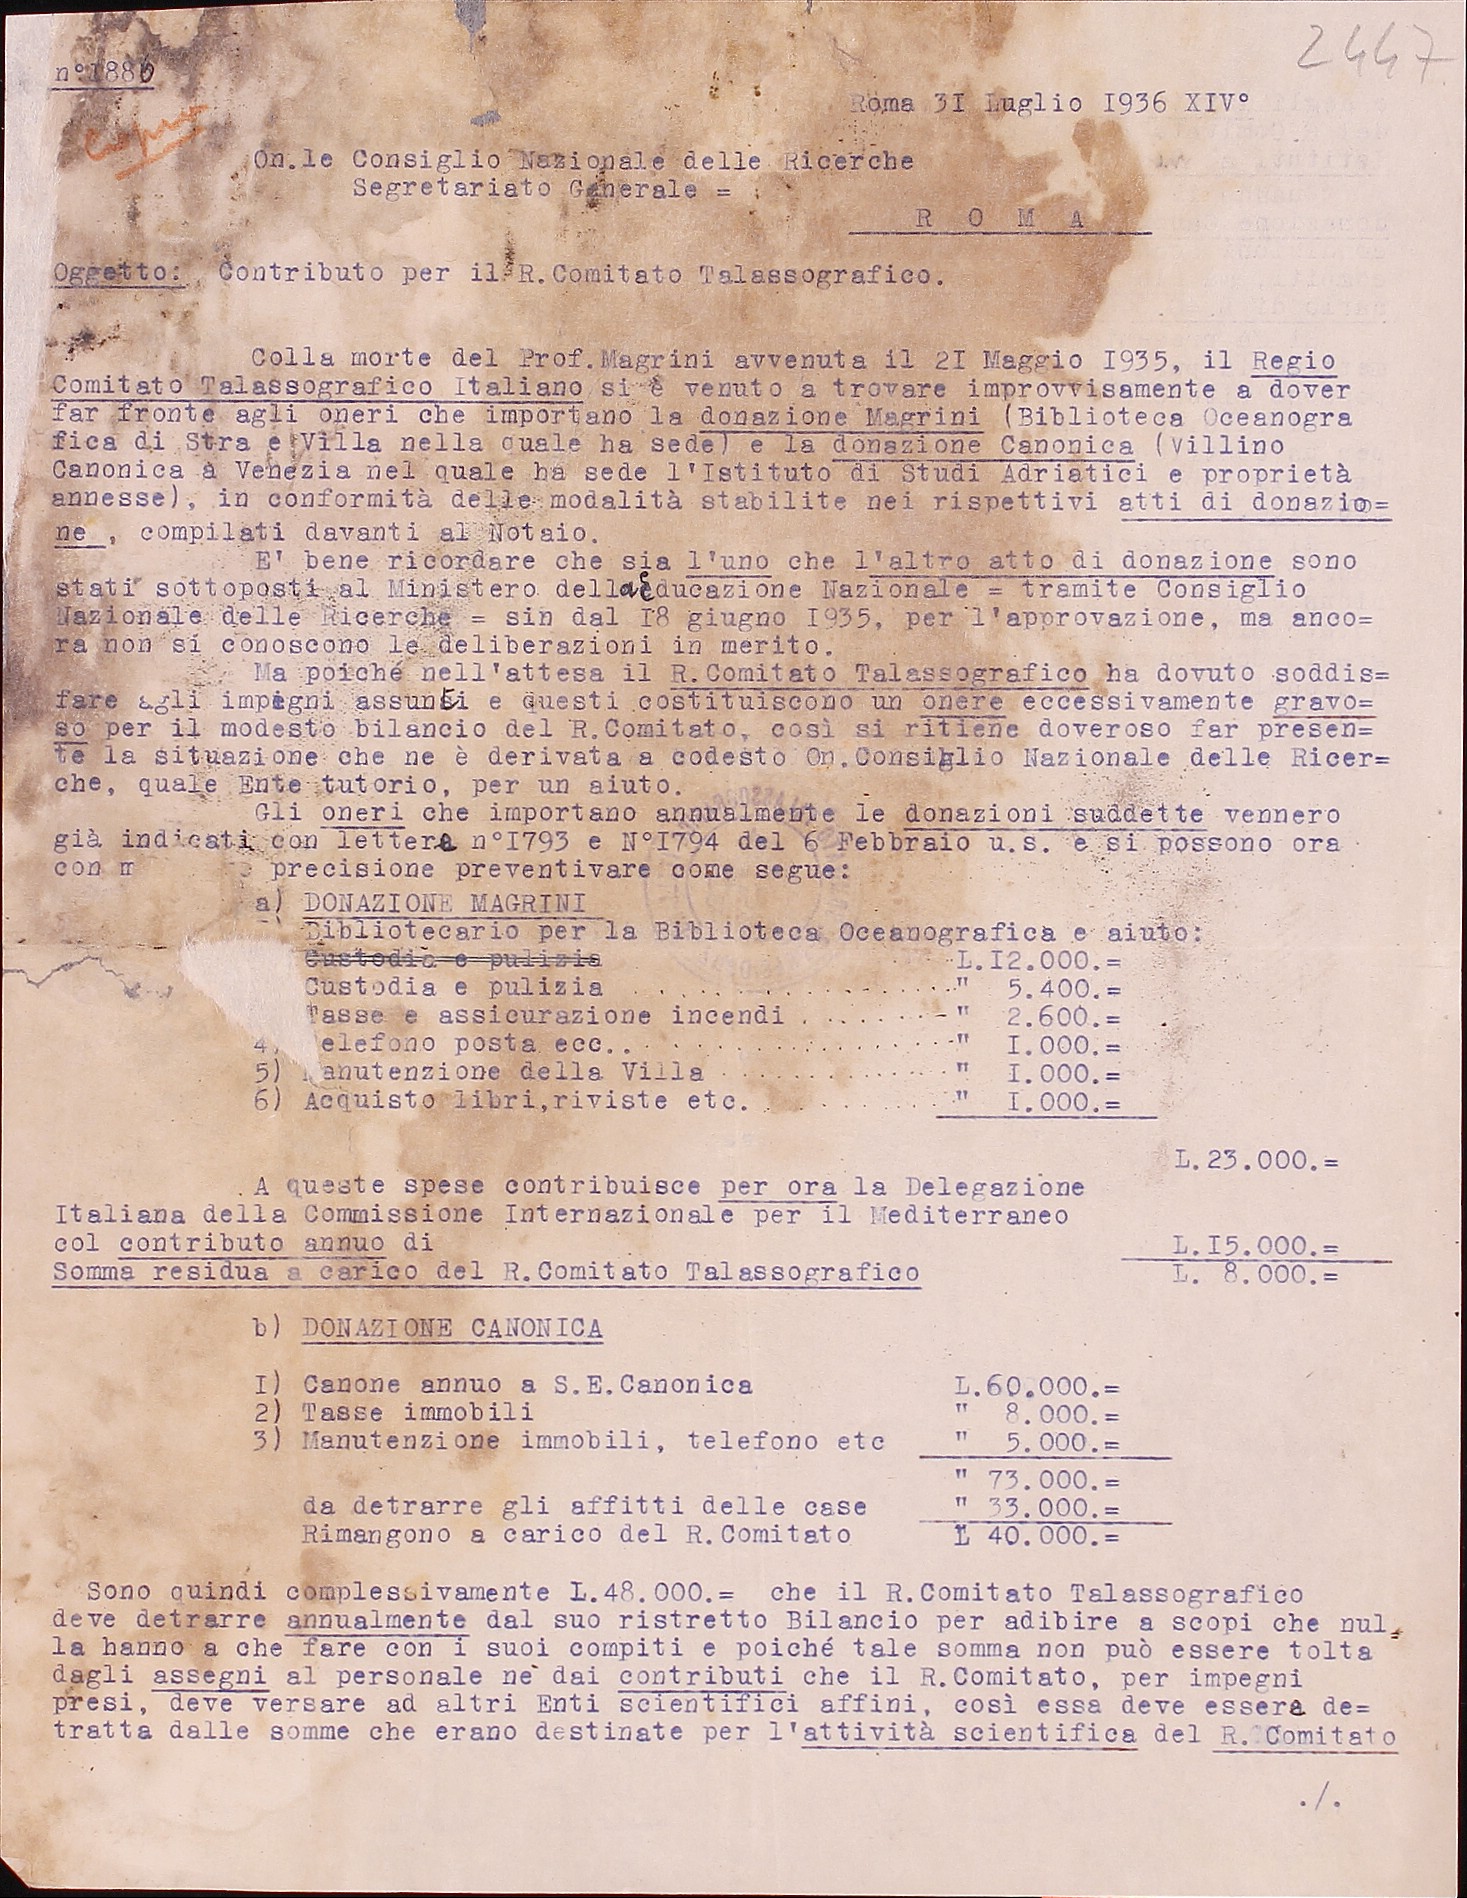 2447
n°1886
Roma 3I Luglio I936 XIV°
Copia
On.le Consiglio Nazionale delle Ricerche
Segretariato Generale =
R O M A
Oggetto: Contributo per il R.Comitato Talassografico.
Colla morte del Prof.Magrini avvenuta il 2I Maggio I935, il Regio
Comitato Talassografico Italiano si è venuto a trovare improvvisamente a dover
far fronte agli oneri che importano la donazione Magrini (Biblioteca Oceanogra
fica di Stra e Villa nella quale ha sede) e la donazione Canonica (Villino
Canonica a Venezia nel quale ha sede l'Istituto di Studi Adriatici e proprietà
annesse), in conformità delle modalità stabilite nei rispettivi atti di donazio=
ne , compilati davanti al Notaio.
E' bene ricordare che sia l'uno che l'altro atto di donazione sono
stati sottoposti al Ministero della Educazione Nazionale = tramite Consiglio
Nazionale delle Ricerche = sin dal I8 giugno I935, per l'approvazione, ma anco=
ra non si conoscono le deliberazioni in merito.
Ma poiché nell'attesa il R.Comitato Talassografico ha dovuto soddis=
fare agli impegni assunti e questi costituiscono un onere eccessivamente gravo=
so per il modesto bilancio del R.Comitato, così si ritiene doveroso far presen=
te la situazione che ne è derivata a codesto On.Consiglio Nazionale delle Ricer=
che, quale Ente tutorio, per un aiuto.
Gli oneri che importano annualmente le donazioni suddette vennero
già indicati con lettera n°I793 e N°I794 del 6 Febbraio u.s. e si possono ora
con m precisione preventivare come segue:
a) DONAZIONE MAGRINI
Bibliotecario per la Biblioteca Oceanografica e aiuto:
Custodia e pulizia L.I2.000.=
Custodia e pulizia . . . . . . . . . . . . . . " 5.400.=
Tasse e assicurazione incendi . . . . . . . " 2.600.=
4) Telefono posta ecc.. . . . . . . . . . . . . . " I.000.=
5) Manutenzione della Villa . . . . . . . . . . " I.000.=
6) Acquisto libri,riviste etc. . . . . . . . . " I.000.=
L.23.000.=
A queste spese contribuisce per ora la Delegazione
Italiana della Commissione Internazionale per il Mediterraneo
col contributo annuo di L.I5.000.=
Somma residua a carico del R.Comitato Talassografico L. 8.000.=
b) DONAZIONE CANONICA
I) Canone annuo a S.E.Canonica L.60.000.=
2) Tasse immobili " 8.000.=
3) Manutenzione immobili, telefono etc " 5.000.=
" 73.000.=
da detrarre gli affitti delle case " 33.000.=
Rimangono a carico del R.Comitato L 40.000.=
Sono quindi complessivamente L.48.000.= che il R.Comitato Talassografico
deve detrarre annualmente dal suo ristretto Bilancio per adibire a scopi che nul=
la hanno a che fare con i suoi compiti e poiché tale somma non può essere tolta
dagli assegni al personale ne` dai contributi che il R.Comitato, per impegni
presi, deve versare ad altri Enti scientifici affini, così essa deve essere de=
tratta dalle somme che erano destinate per l'attività scientifica del R. Comitato
./.